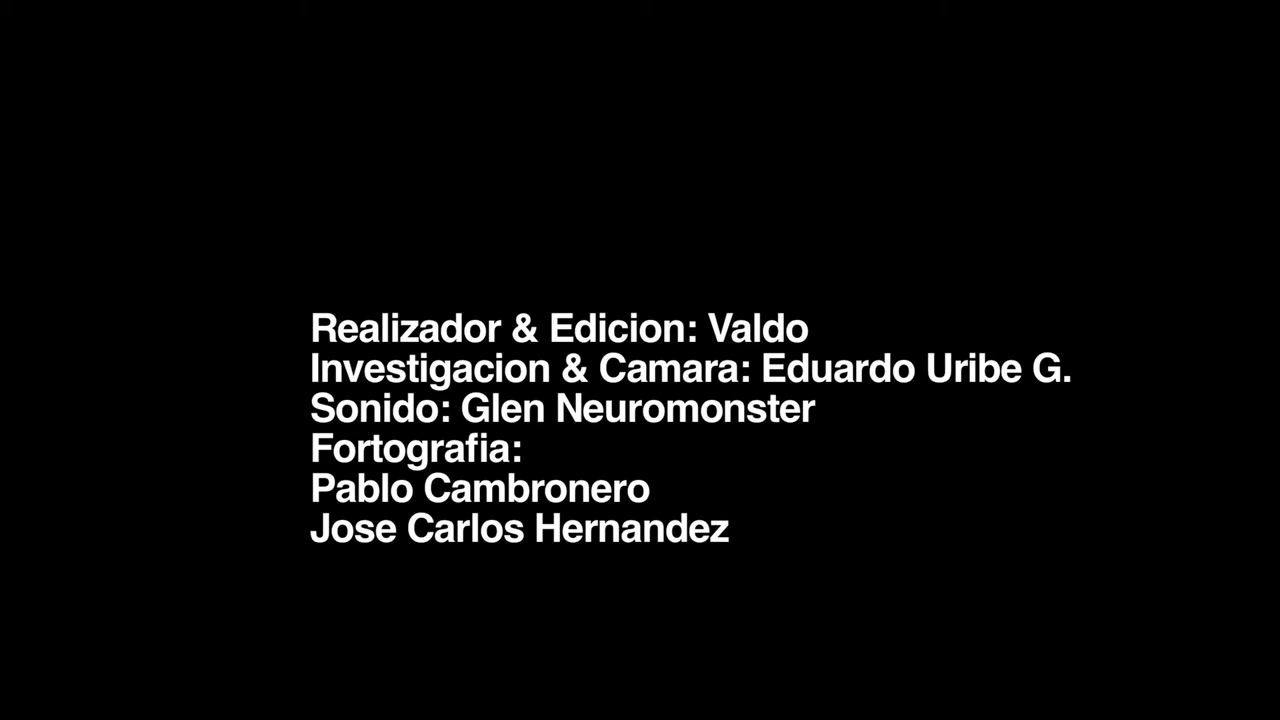 Realizador & Edicion: Valdo
Investigacion & Camara: Eduardo Uribe G.
Sonido: Glen Neuromonster
Fortografia:
Pablo Cambronero
Jose Carlos Hernandez